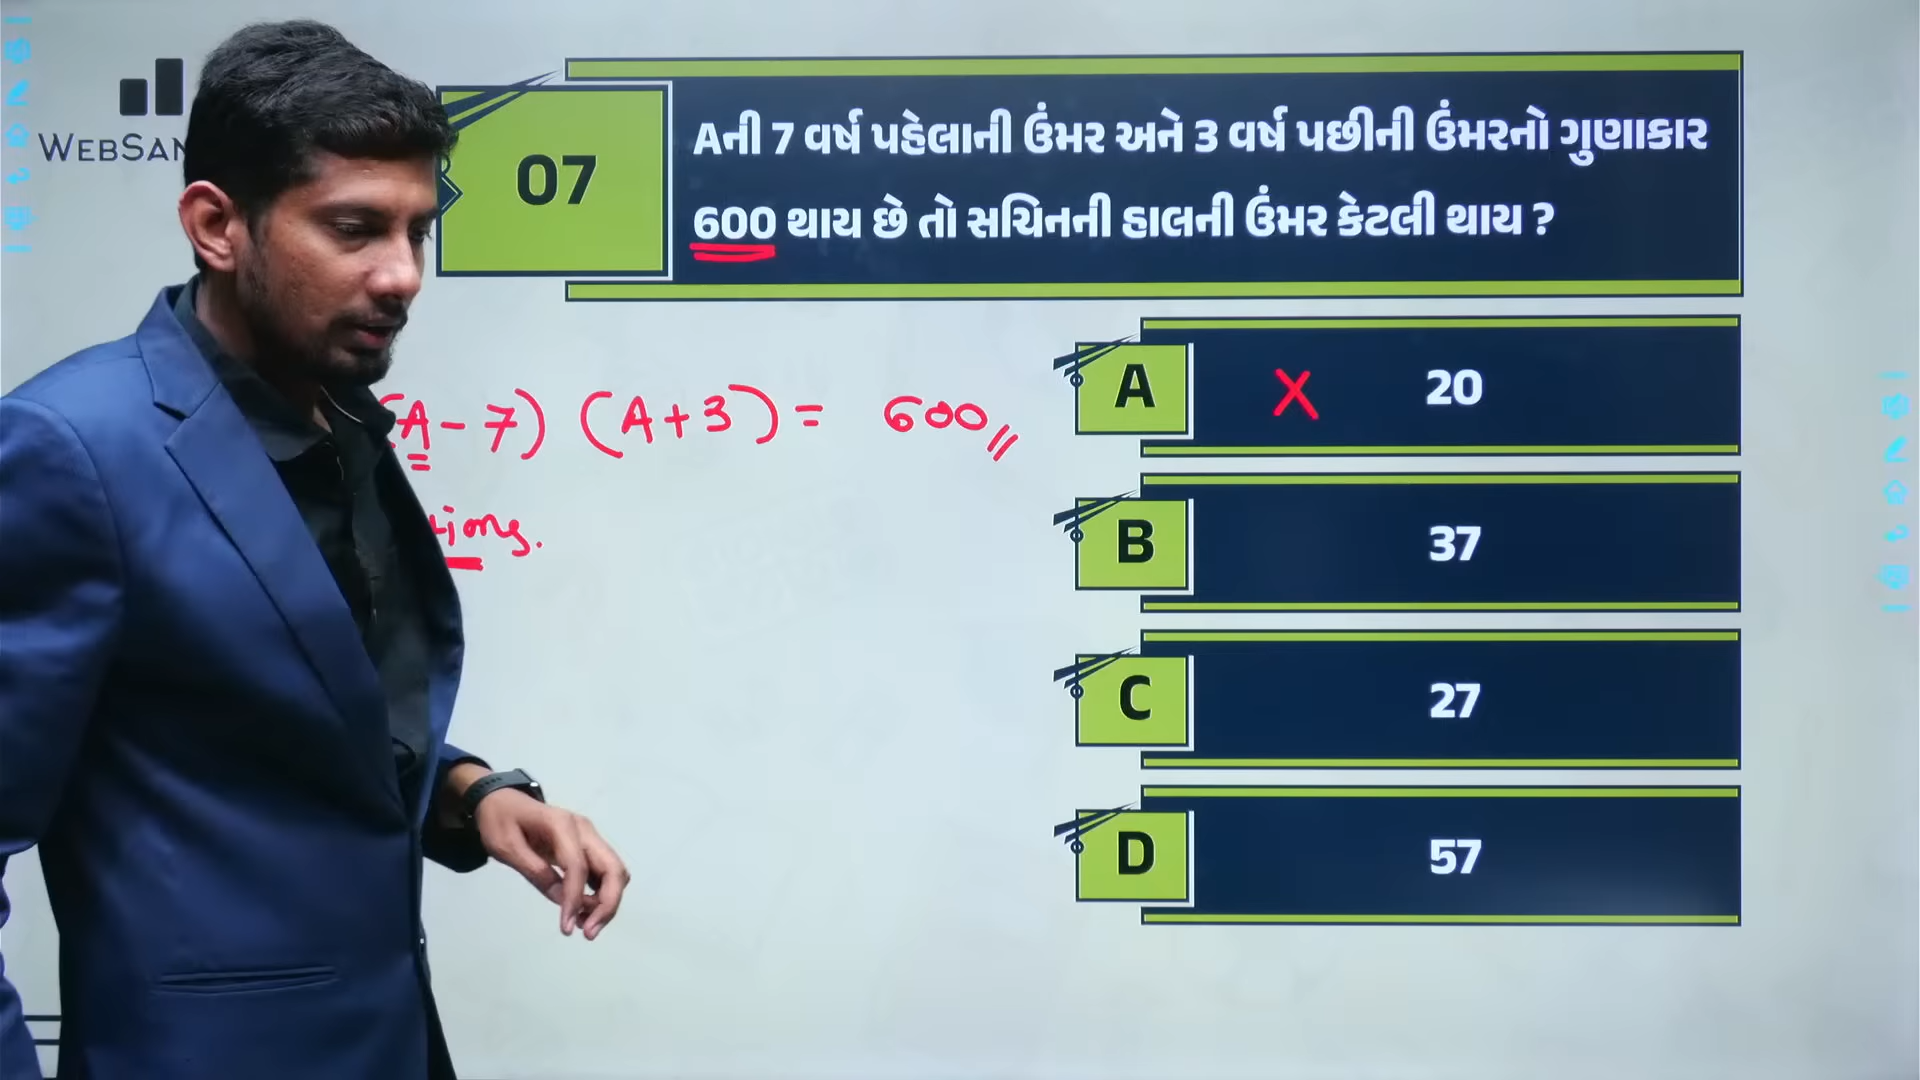 WEBSAN
07
Aની 7 વર્ષ પહેલાની ઉંમર અને 3 વર્ષ પછીની ઉંમરનો ગુણાકાર
600 થાય છે તો સચિનની હાલની ઉંમર કેટલી થાય ?
(A - 7) (A + 3) = 600
A X 20
B 37
C 27
D 57